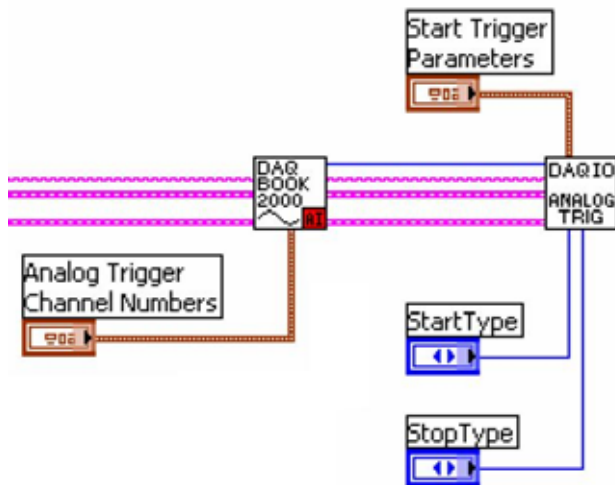 Start Trigger
Parameters
DAQ
BOOK
2000
AI
DAQIO
ANALOG
TRIG
Analog Trigger
Channel Numbers
StartType
StopType